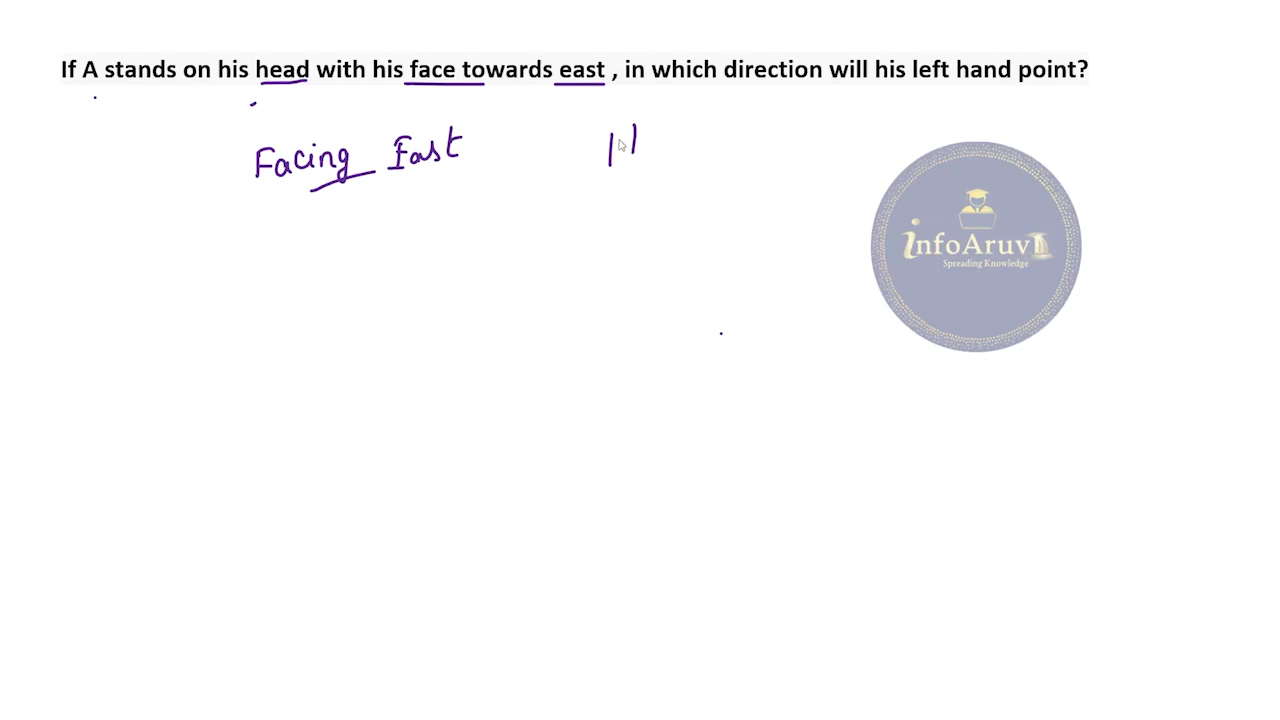 If A stands on his head with his face towards east , in which direction will his left hand point?
Facing East
infoAruvi
Spreading Knowledge